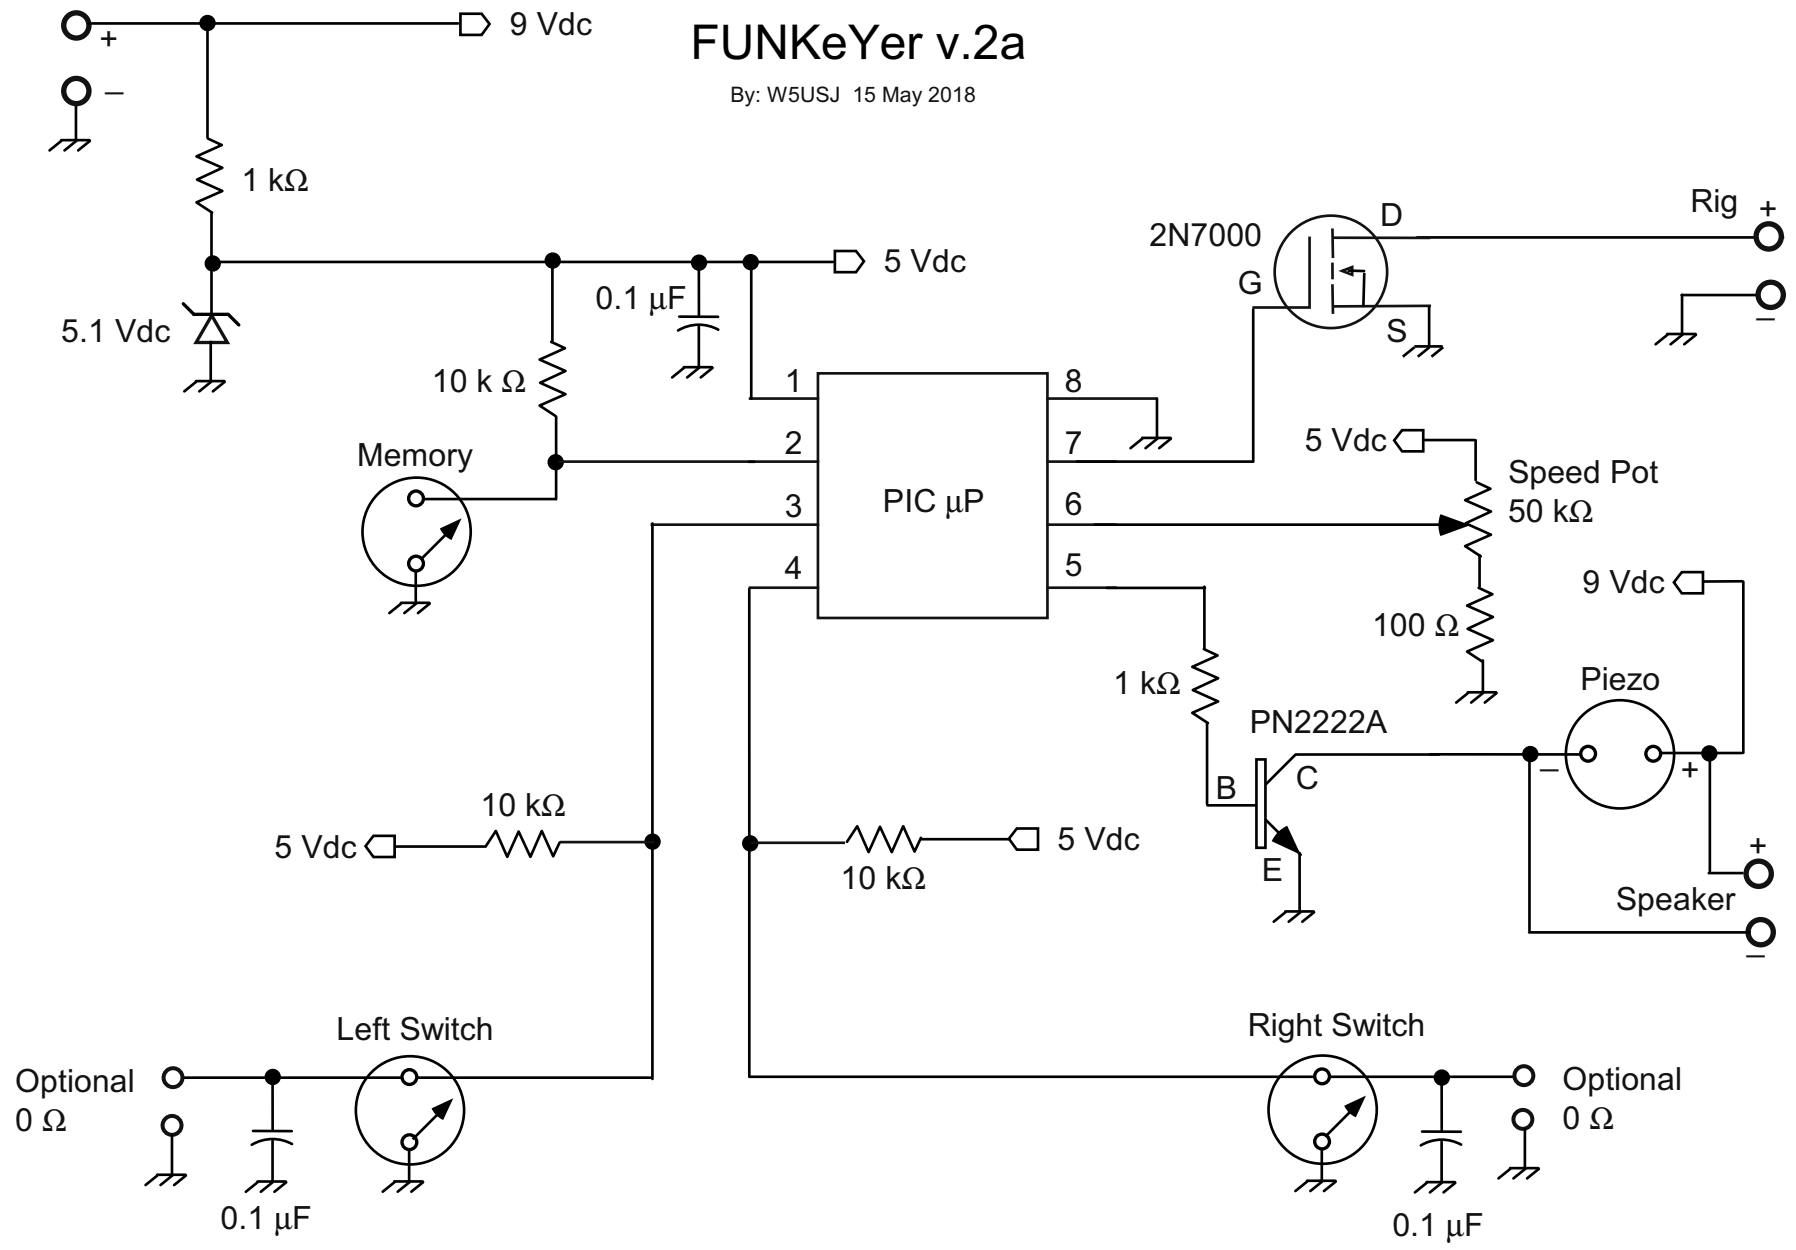 FUNKeYer v.2a
By: W5USJ 15 May 2018
+
9 Vdc
–
1 kΩ
5 Vdc
5.1 Vdc
0.1 µF
10 k Ω
Memory
2N7000
D
G
S
Rig
+
–
1
2
3
4
8
7
6
5
PIC µP
5 Vdc
Speed Pot
50 kΩ
100 Ω
9 Vdc
Piezo
–
+
1 kΩ
PN2222A
B
C
E
+
Speaker
–
10 kΩ
5 Vdc
5 Vdc
10 kΩ
Left Switch
Optional
0 Ω
0.1 µF
Right Switch
Optional
0 Ω
0.1 µF